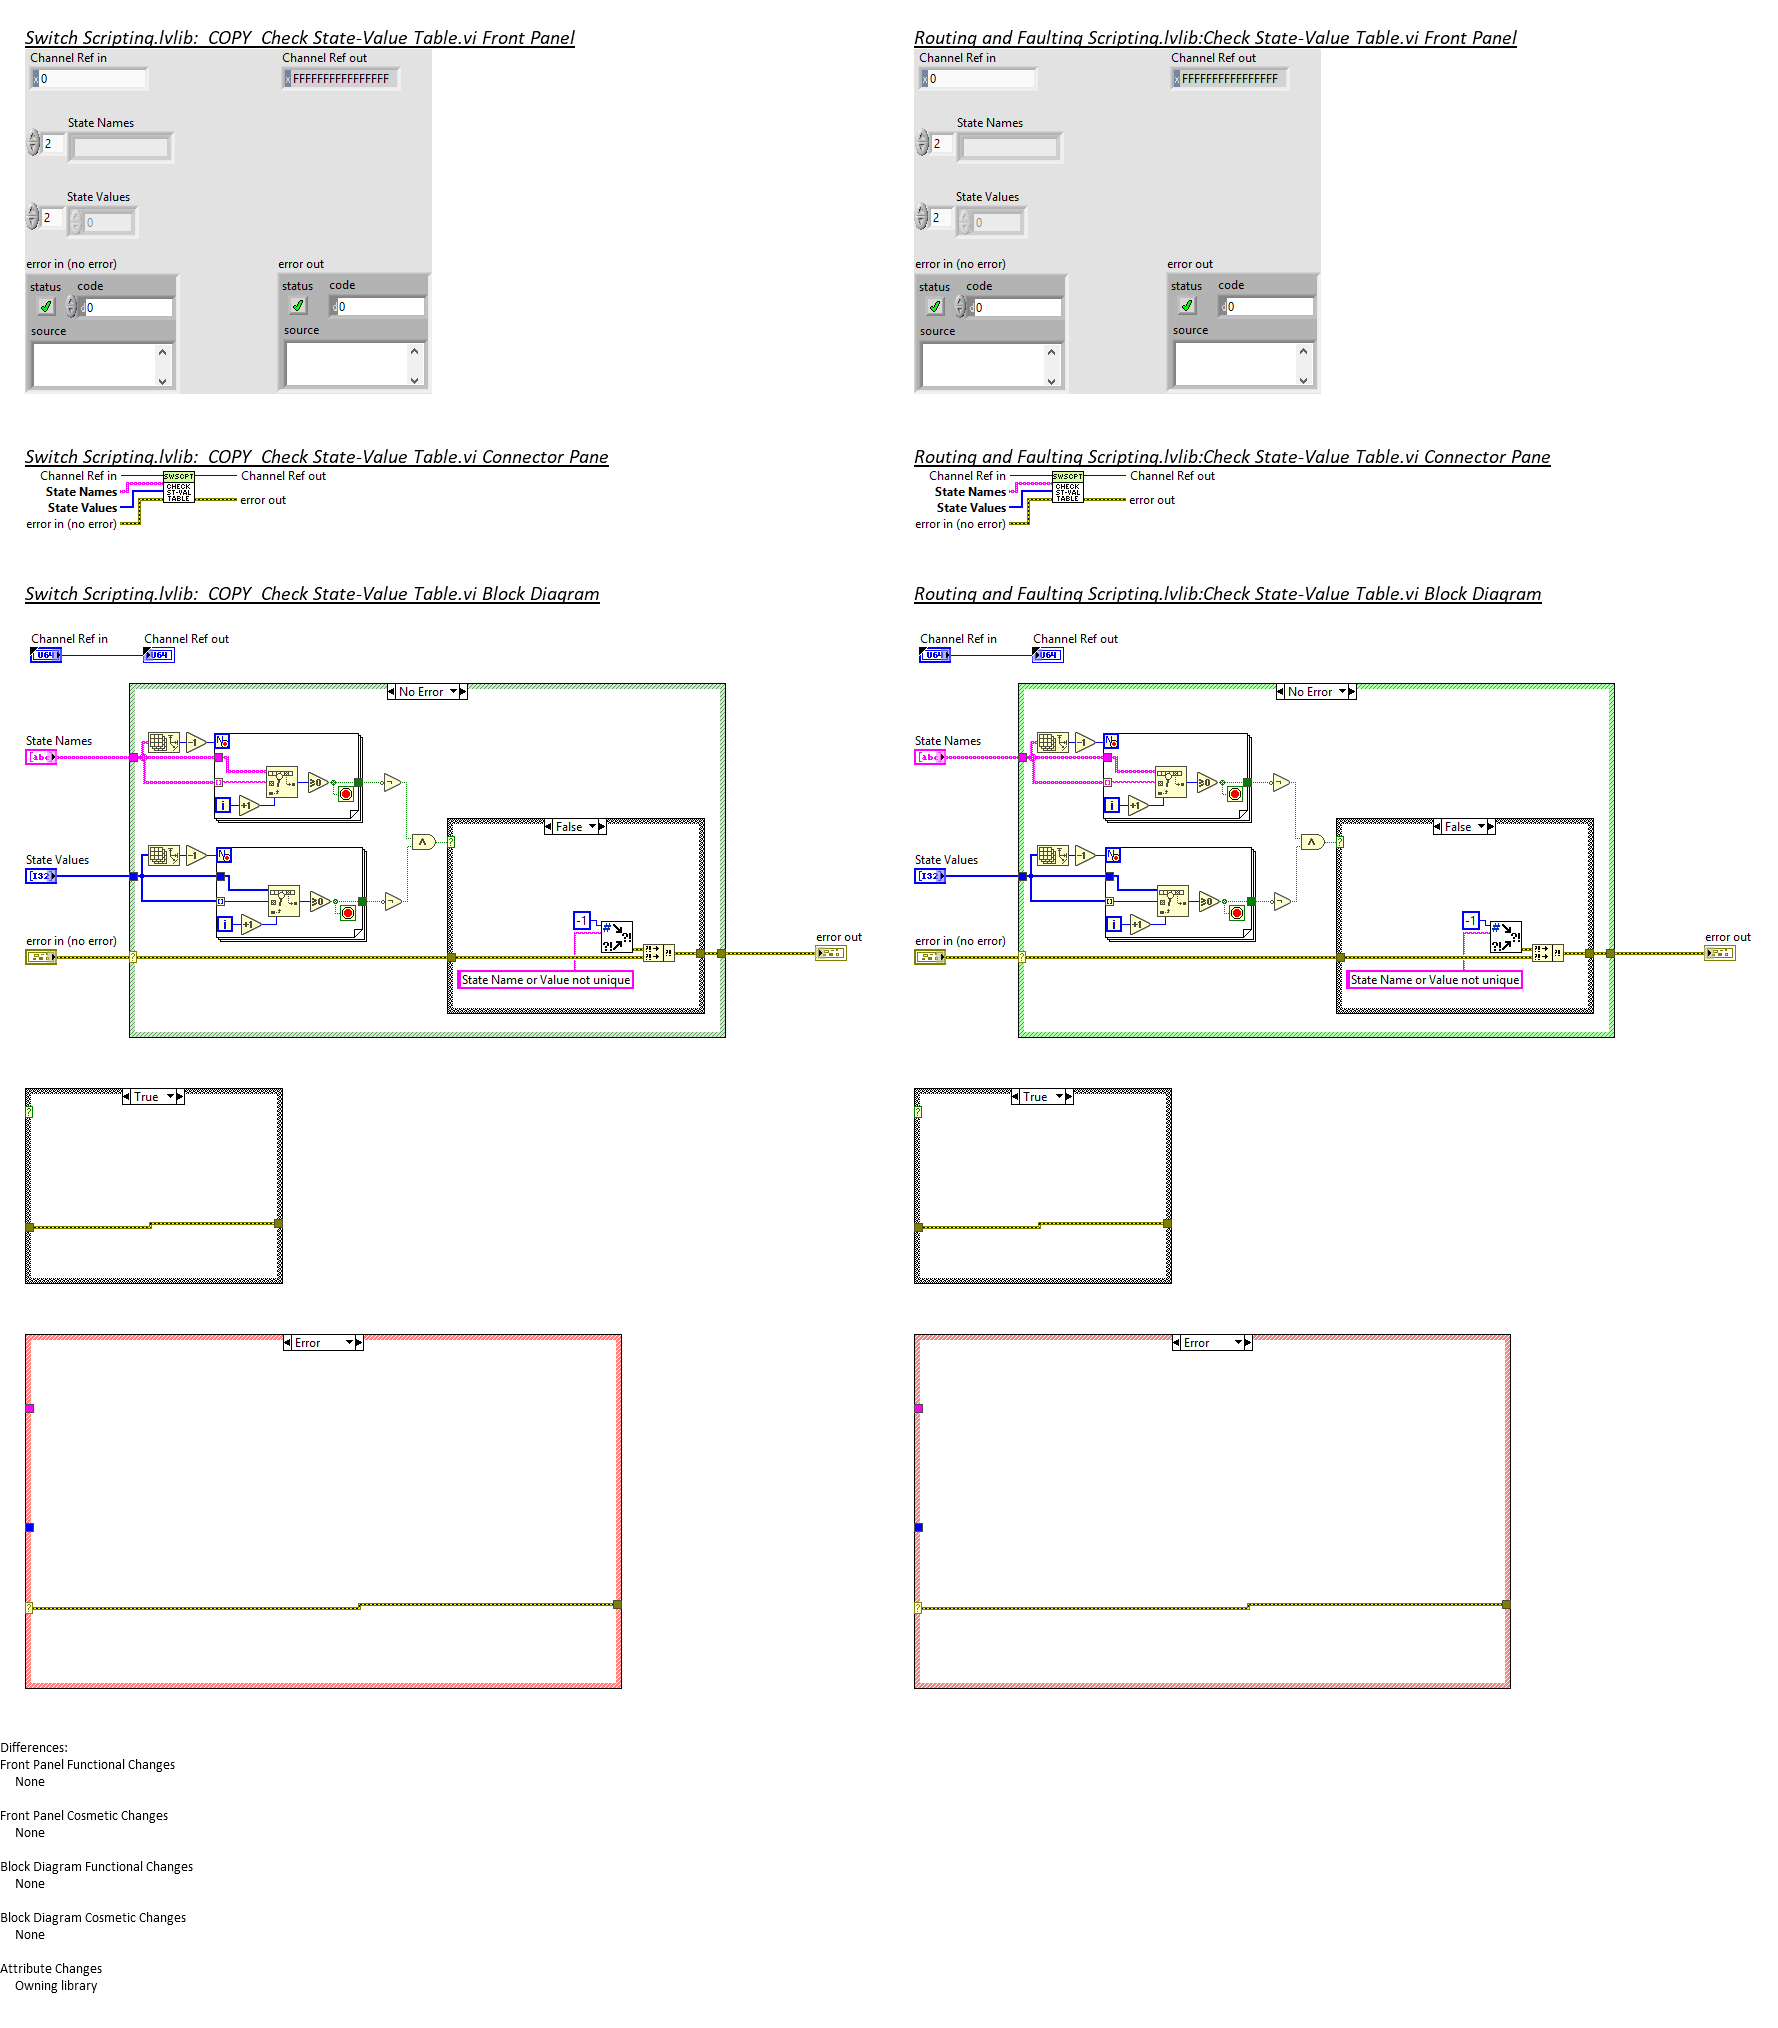 Switch Scripting.lvlib:  COPY  Check State-Value Table.vi Front Panel
Channel Ref in
x 0
Channel Ref out
x FFFFFFFFFFFFFFFF
State Names
2
State Values
2
0
error in (no error)
status
code
d 0
source
error out
status
code
d 0
source
Routing and Faulting Scripting.lvlib:Check State-Value Table.vi Front Panel
Channel Ref in
x 0
Channel Ref out
x FFFFFFFFFFFFFFFF
State Names
2
State Values
2
0
error in (no error)
status
code
d 0
source
error out
status
code
d 0
source
Switch Scripting.lvlib:  COPY  Check State-Value Table.vi Connector Pane
Channel Ref in
State Names
State Values
error in (no error)
SWSCPT
CHECK
ST-VAL
TABLE
Channel Ref out
error out
Routing and Faulting Scripting.lvlib:Check State-Value Table.vi Connector Pane
Channel Ref in
State Names
State Values
error in (no error)
SWSCPT
CHECK
ST-VAL
TABLE
Channel Ref out
error out
Switch Scripting.lvlib:  COPY  Check State-Value Table.vi Block Diagram
Channel Ref in
U64
Channel Ref out
U64
No Error
State Names
[abc]
-1
N
≥0
i
+1
State Values
[I32]
-1
N
≥0
i
+1
False
?
-1
State Name or Value not unique
error in (no error)
error out
True
?
Error
?
Routing and Faulting Scripting.lvlib:Check State-Value Table.vi Block Diagram
Channel Ref in
U64
Channel Ref out
U64
No Error
State Names
[abc]
-1
N
≥0
i
+1
State Values
[I32]
-1
N
≥0
i
+1
False
?
-1
State Name or Value not unique
error in (no error)
error out
True
?
Error
?
Differences:
Front Panel Functional Changes
None
Front Panel Cosmetic Changes
None
Block Diagram Functional Changes
None
Block Diagram Cosmetic Changes
None
Attribute Changes
Owning library